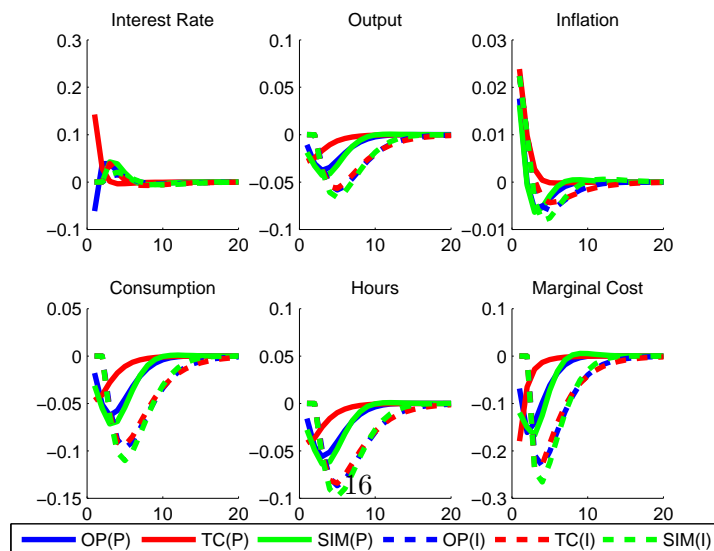 Interest Rate Output Inflation
0.3 0.1 0.03
0.2 0.05 0.02
0.1 0 0.01
0 −0.05 0
−0.1 −0.1 −0.01
0 10 20 0 10 20 0 10 20
Consumption Hours Marginal Cost
0.05 0.1 0.1
0 0.05 0
−0.05 0 −0.1
−0.1 −0.05 −0.2
−0.15 −0.1 −0.3
0 10 20 0 10 20 0 10 20
16
OP(P) TC(P) SIM(P) OP(I) TC(I) SIM(I)